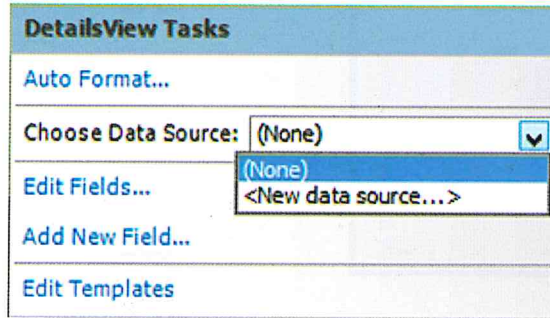 DetailsView Tasks
Auto Format...
Choose Data Source: (None)
(None)
<New data source...>
Edit Fields...
Add New Field...
Edit Templates